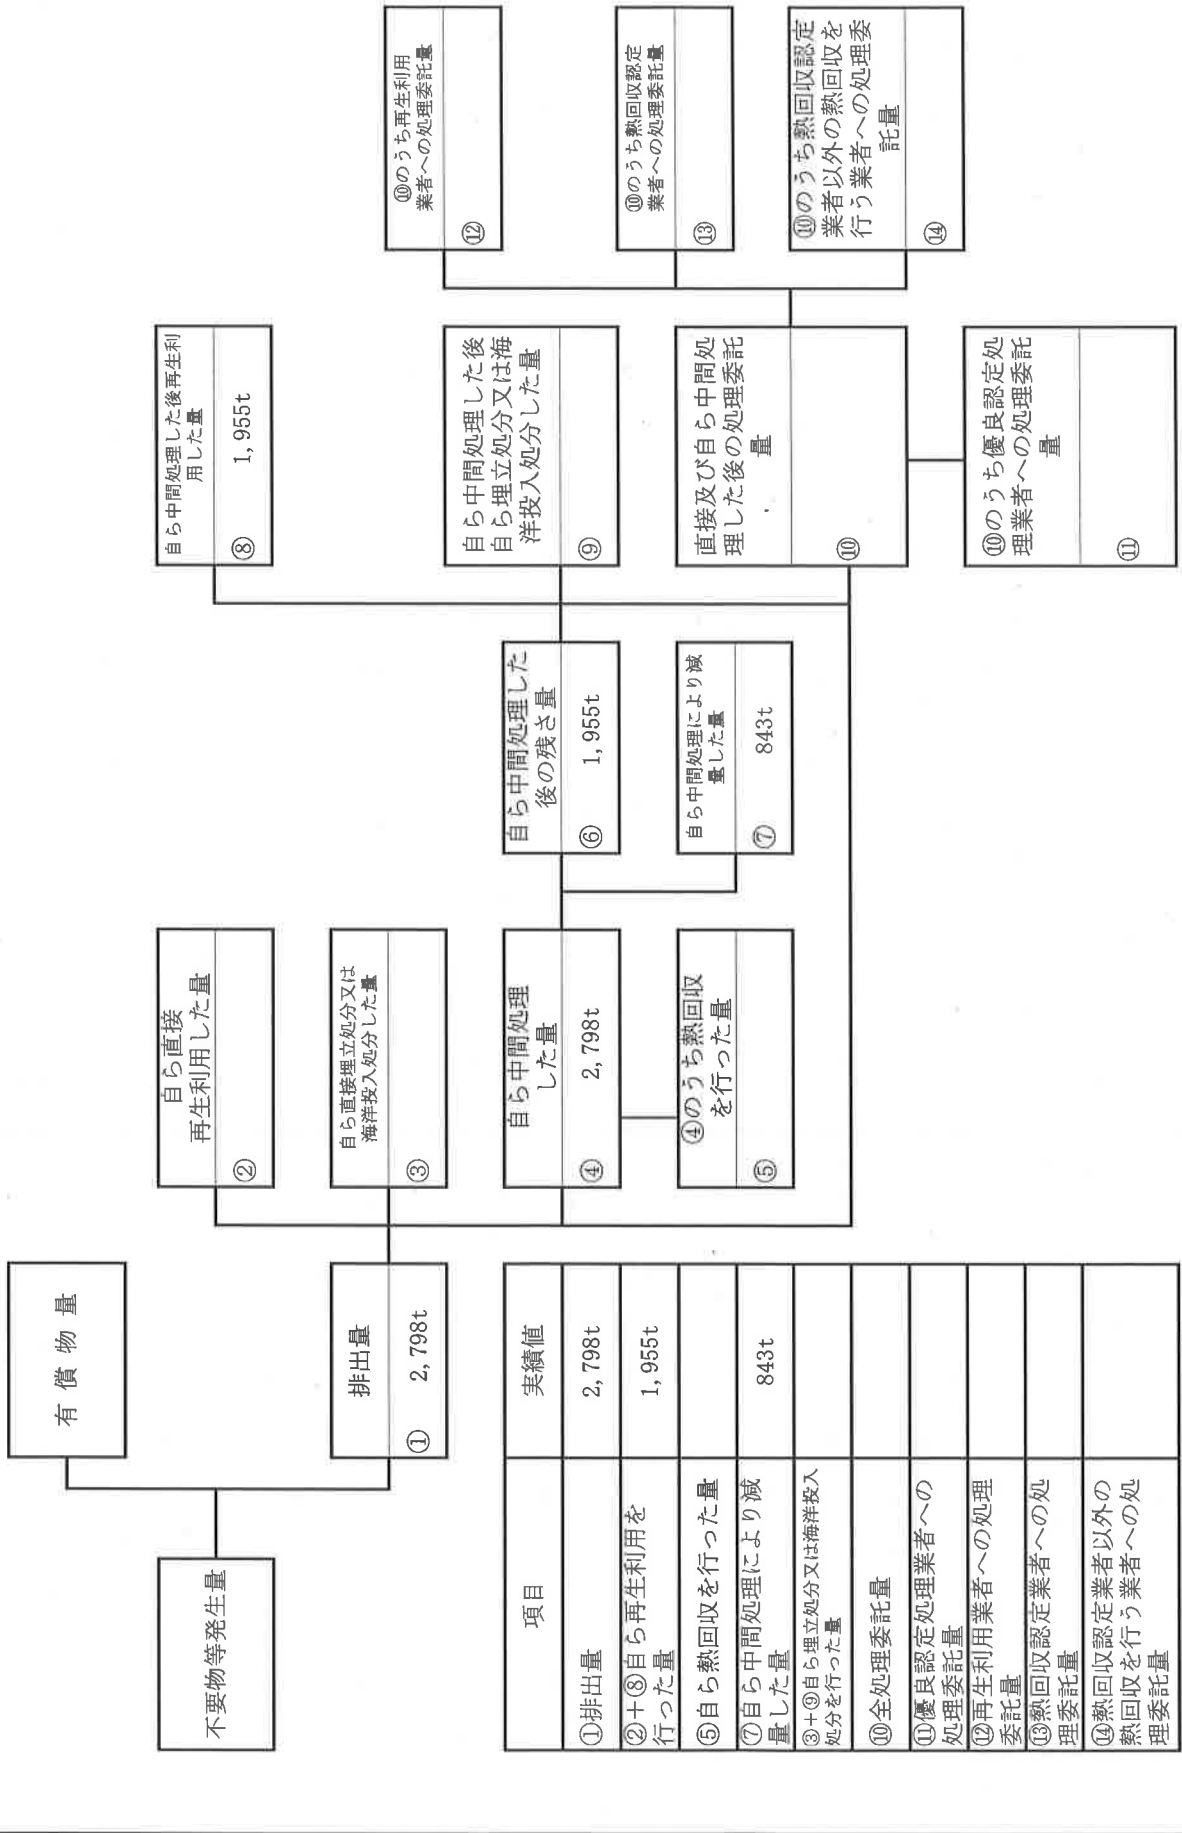 有償物量
不要物等発生量
排出量
① 2,798t
自ら直接
再生利用した量
②
自ら直接埋立処分又は
海洋投入処分した量
③
自ら中間処理
した量
④ 2,798t
④のうち熱回収
を行った量
⑤
自ら中間処理した
後の残さ量
⑥ 1,955t
自ら中間処理により減
量した量
⑦ 843t
自ら中間処理した後再生利
用した量
⑧ 1,955t
自ら中間処理した後
自ら埋立処分又は海
洋投入処分した量
⑨
直接及び自ら中間処
理した後の処理委託
量
⑩
⑩のうち優良認定処
理業者への処理委託
量
⑪
⑩のうち再生利用
業者への処理委託量
⑫
⑩のうち熱回収認定
業者への処理委託量
⑬
⑩のうち熱回収認定
業者以外の熱回収を
行う業者への処理委
託量
⑭
項目 実績値
①排出量 2,798t
②＋⑧自ら再生利用を
行った量 1,955t
⑤自ら熱回収を行った量
⑦自ら中間処理により減
量した量 843t
③＋⑨自ら埋立処分又は海洋投入
処分を行った量
⑩全処理委託量
⑪優良認定処理業者への
処理委託量
⑫再生利用業者への処理
委託量
⑬熱回収認定業者への処
理委託量
⑭熱回収認定業者以外の
熱回収を行う業者への処
理委託量